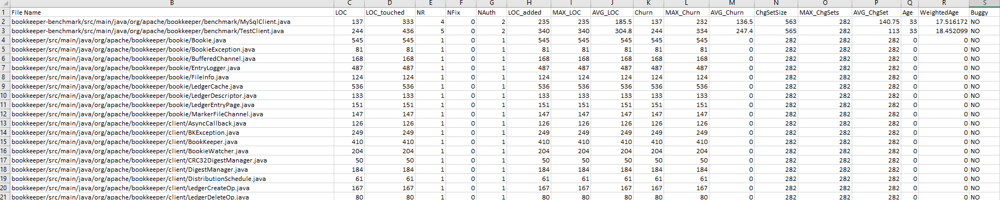 B C D E F G H I J K L M N O P Q R S
1 File Name LOC LOC_touched NR NFix NAuth LOC_added MAX_LOC AVG_LOC Churn MAX_Churn AVG_Churn ChgSetSize MAX_ChgSets AVG_ChgSet Age WeightedAge Buggy
2 bookkeeper-benchmark/src/main/java/org/apache/bookkeeper/benchmark/MySqlClient.java 137 333 4 0 2 235 235 185.5 137 232 136.5 563 282 140.75 33 17.516172 NO
3 bookkeeper-benchmark/src/main/java/org/apache/bookkeeper/benchmark/TestClient.java 244 436 5 0 2 340 340 304.8 244 334 247.4 565 282 113 33 18.452099 NO
4 bookkeeper/src/main/java/org/apache/bookkeeper/bookie/Bookie.java 545 545 1 0 1 545 545 545 545 545 0 282 282 282 0 0 NO
5 bookkeeper/src/main/java/org/apache/bookkeeper/bookie/BookieException.java 81 81 1 0 1 81 81 81 81 81 0 282 282 282 0 0 NO
6 bookkeeper/src/main/java/org/apache/bookkeeper/bookie/BufferedChannel.java 168 168 1 0 1 168 168 168 168 168 0 282 282 282 0 0 NO
7 bookkeeper/src/main/java/org/apache/bookkeeper/bookie/EntryLogger.java 487 487 1 0 1 487 487 487 487 487 0 282 282 282 0 0 NO
8 bookkeeper/src/main/java/org/apache/bookkeeper/bookie/FileInfo.java 124 124 1 0 1 124 124 124 124 124 0 282 282 282 0 0 NO
9 bookkeeper/src/main/java/org/apache/bookkeeper/bookie/LedgerCache.java 536 536 1 0 1 536 536 536 536 536 0 282 282 282 0 0 NO
10 bookkeeper/src/main/java/org/apache/bookkeeper/bookie/LedgerDescriptor.java 133 133 1 0 1 133 133 133 133 133 0 282 282 282 0 0 NO
11 bookkeeper/src/main/java/org/apache/bookkeeper/bookie/LedgerEntryPage.java 151 151 1 0 1 151 151 151 151 151 0 282 282 282 0 0 NO
12 bookkeeper/src/main/java/org/apache/bookkeeper/bookie/MarkerFileChannel.java 147 147 1 0 1 147 147 147 147 147 0 282 282 282 0 0 NO
13 bookkeeper/src/main/java/org/apache/bookkeeper/client/AsyncCallback.java 126 126 1 0 1 126 126 126 126 126 0 282 282 282 0 0 NO
14 bookkeeper/src/main/java/org/apache/bookkeeper/client/BKException.java 249 249 1 0 1 249 249 249 249 249 0 282 282 282 0 0 NO
15 bookkeeper/src/main/java/org/apache/bookkeeper/client/BookKeeper.java 410 410 1 0 1 410 410 410 410 410 0 282 282 282 0 0 NO
16 bookkeeper/src/main/java/org/apache/bookkeeper/client/BookieWatcher.java 204 204 1 0 1 204 204 204 204 204 0 282 282 282 0 0 NO
17 bookkeeper/src/main/java/org/apache/bookkeeper/client/CRC32DigestManager.java 50 50 1 0 1 50 50 50 50 50 0 282 282 282 0 0 NO
18 bookkeeper/src/main/java/org/apache/bookkeeper/client/DigestManager.java 184 184 1 0 1 184 184 184 184 184 0 282 282 282 0 0 NO
19 bookkeeper/src/main/java/org/apache/bookkeeper/client/DistributionSchedule.java 61 61 1 0 1 61 61 61 61 61 0 282 282 282 0 0 NO
20 bookkeeper/src/main/java/org/apache/bookkeeper/client/LedgerCreateOp.java 167 167 1 0 1 167 167 167 167 167 0 282 282 282 0 0 NO
21 bookkeeper/src/main/java/org/apache/bookkeeper/client/LedgerDeleteOp.java 80 80 1 0 1 80 80 80 80 80 0 282 282 282 0 0 NO